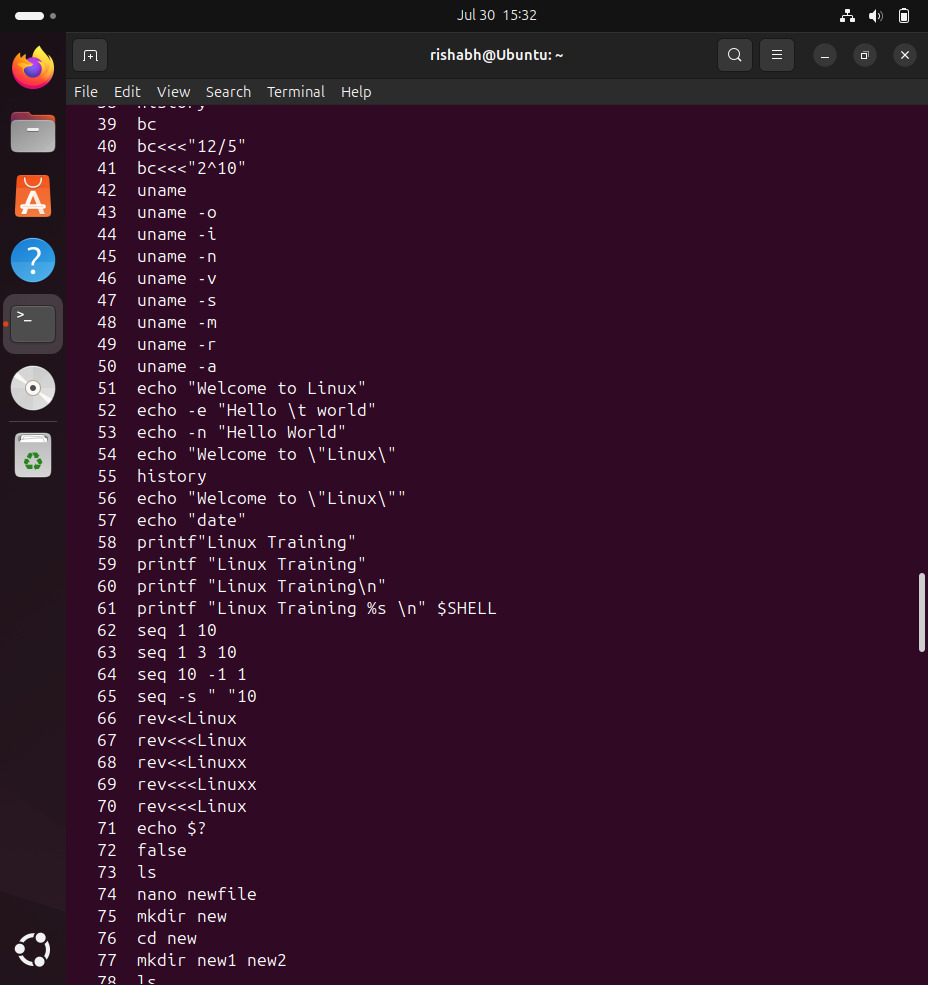 Jul 30 15:32
rishabh@Ubuntu: ~
File Edit View Search Terminal Help
38 history
39 bc
40 bc<<<"12/5"
41 bc<<<"2^10"
42 uname
43 uname -o
44 uname -i
45 uname -n
46 uname -v
47 uname -s
48 uname -m
49 uname -r
50 uname -a
51 echo "Welcome to Linux"
52 echo -e "Hello \t world"
53 echo -n "Hello World"
54 echo "Welcome to \"Linux\"
55 history
56 echo "Welcome to \"Linux\""
57 echo "date"
58 printf"Linux Training"
59 printf "Linux Training"
60 printf "Linux Training\n"
61 printf "Linux Training %s \n" $SHELL
62 seq 1 10
63 seq 1 3 10
64 seq 10 -1 1
65 seq -s " "10
66 rev<<Linux
67 rev<<<Linux
68 rev<<Linuxx
69 rev<<<Linuxx
70 rev<<<Linux
71 echo $?
72 false
73 ls
74 nano newfile
75 mkdir new
76 cd new
77 mkdir new1 new2
78 ls